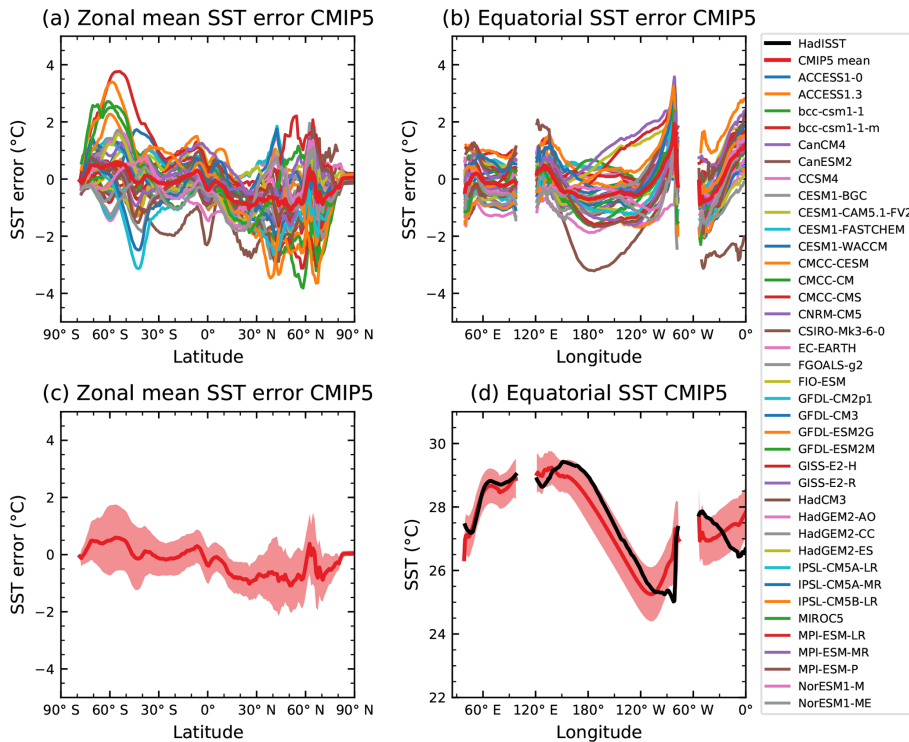 (a) Zonal mean SST error CMIP5
4
2
0
−2
−4
SST error (°C)
90° S 60° S 30° S 0° 30° N 60° N 90° N
Latitude
(b) Equatorial SST error CMIP5
4
2
0
−2
−4
SST error (°C)
60° E 120° E 180° 120° W 60° W 0°
Longitude
(c) Zonal mean SST error CMIP5
4
2
0
−2
−4
SST error (°C)
90° S 60° S 30° S 0° 30° N 60° N 90° N
Latitude
(d) Equatorial SST CMIP5
30
28
26
24
22
SST (°C)
60° E 120° E 180° 120° W 60° W 0°
Longitude
HadISST
CMIP5 mean
ACCESS1-0
ACCESS1.3
bcc-csm1-1
bcc-csm1-1-m
CanCM4
CanESM2
CCSM4
CESM1-BGC
CESM1-CAM5.1-FV2
CESM1-FASTCHEM
CESM1-WACCM
CMCC-CESM
CMCC-CM
CMCC-CMS
CNRM-CM5
CSIRO-Mk3-6-0
EC-EARTH
FGOALS-g2
FIO-ESM
GFDL-CM2p1
GFDL-CM3
GFDL-ESM2G
GFDL-ESM2M
GISS-E2-H
GISS-E2-R
HadCM3
HadGEM2-AO
HadGEM2-CC
HadGEM2-ES
IPSL-CM5A-LR
IPSL-CM5A-MR
IPSL-CM5B-LR
MIROC5
MPI-ESM-LR
MPI-ESM-MR
MPI-ESM-P
NorESM1-M
NorESM1-ME